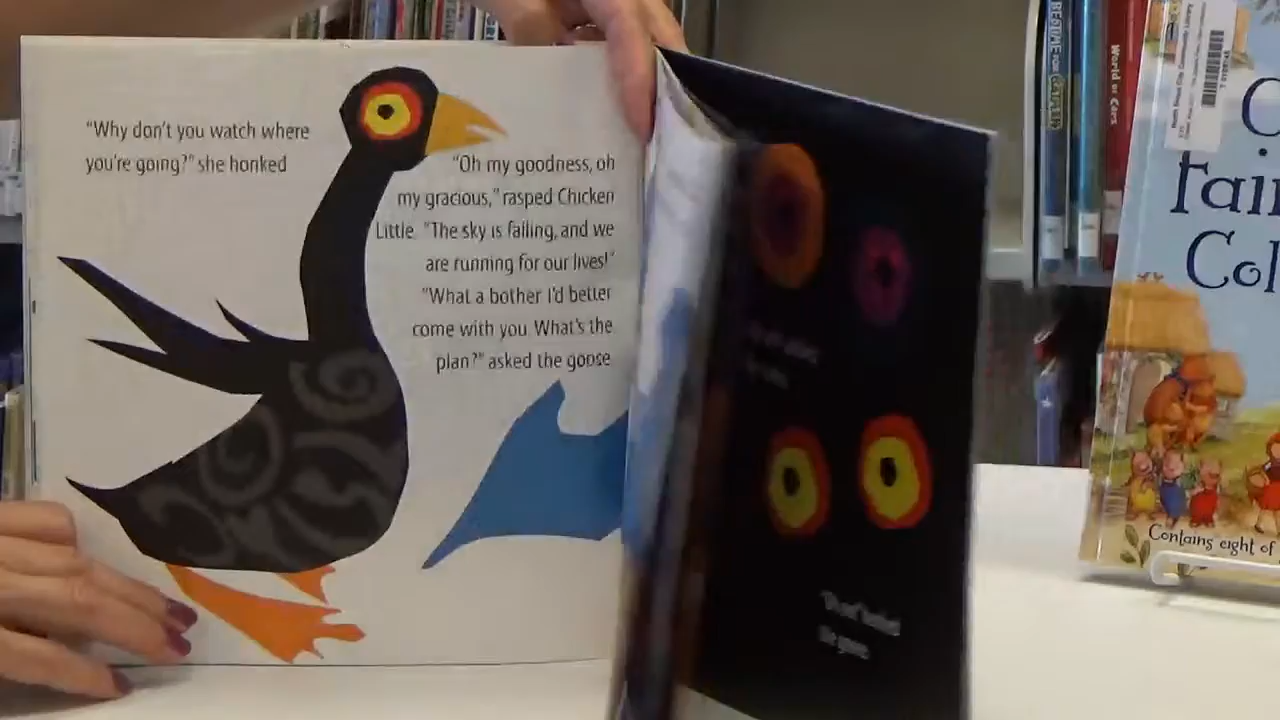 "Why don't you watch where
you're going?" she honked
"Oh my goodness, oh
my gracious," rasped Chicken
Little. "The sky is falling, and we
are running for our lives!"
"What a bother I'd better
come with you. What's the
plan?" asked the goose
World of Cars
Fair
Col
Contains eight of